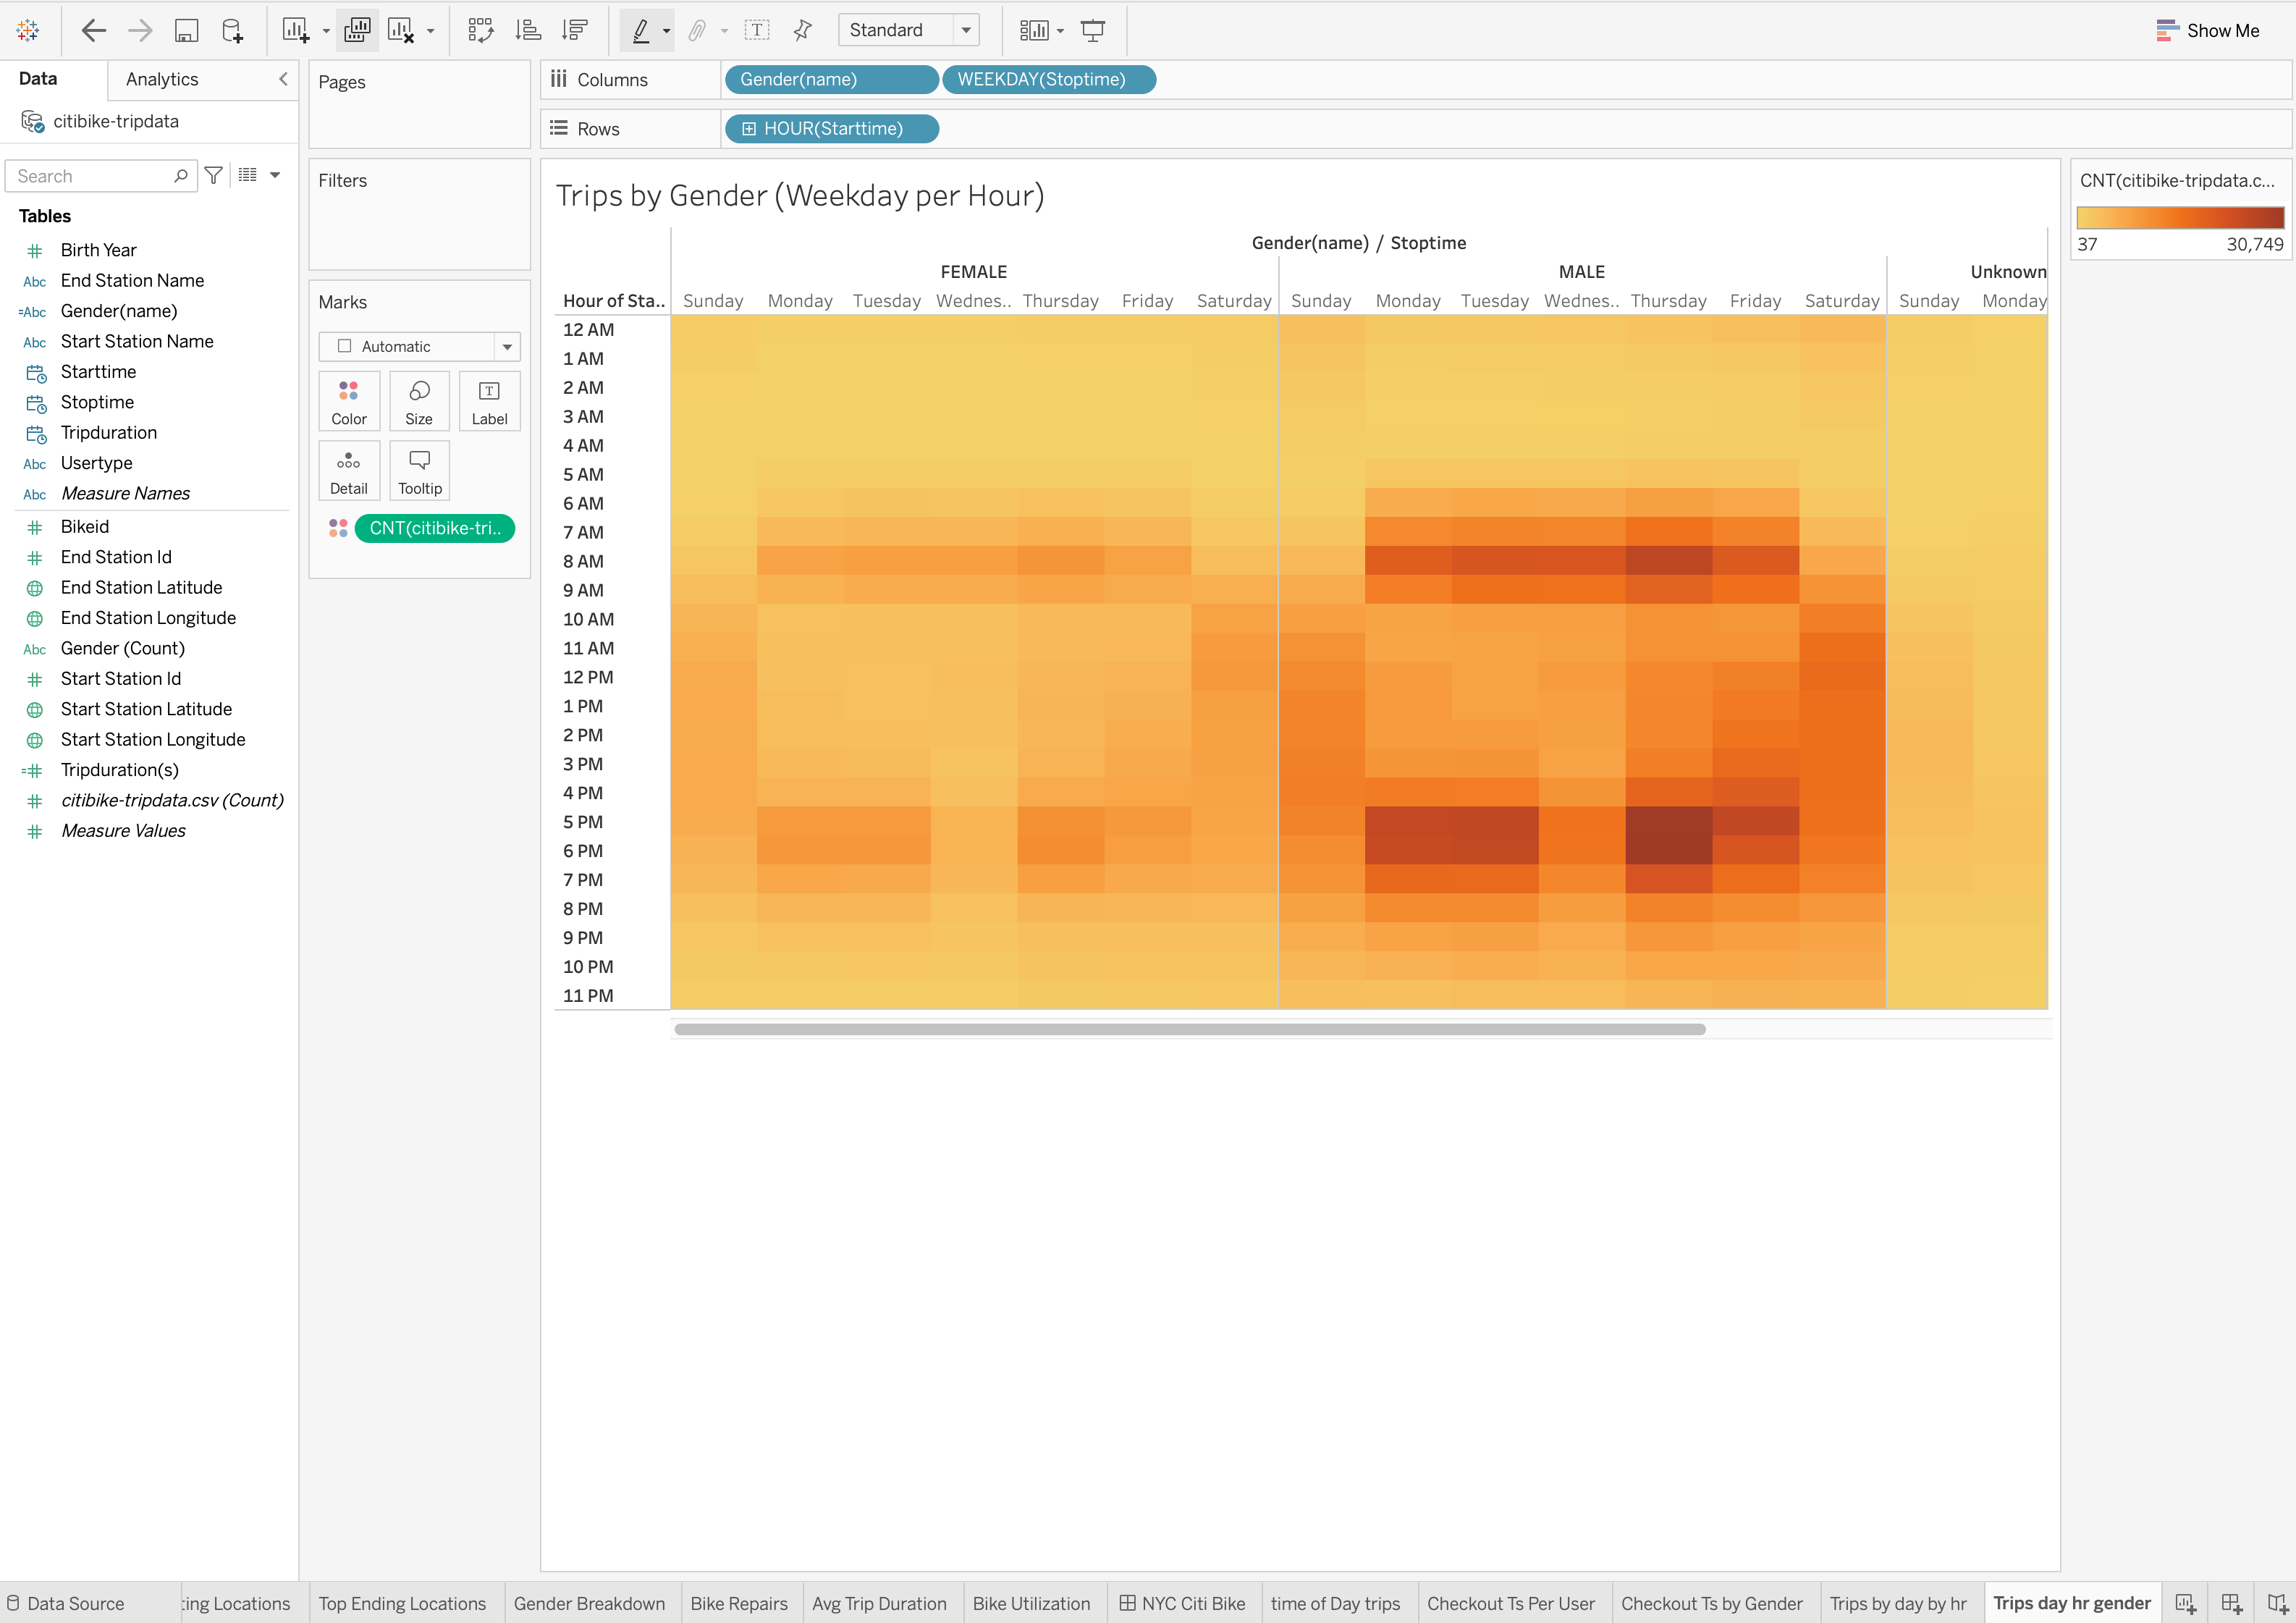 Standard
Show Me
Data
Analytics
citibike-tripdata
Search
Tables
Birth Year
Abc End Station Name
=Abc Gender(name)
Abc Start Station Name
Starttime
Stoptime
Tripduration
Abc Usertype
Abc Measure Names
Bikeid
End Station Id
End Station Latitude
End Station Longitude
Abc Gender (Count)
Start Station Id
Start Station Latitude
Start Station Longitude
=# Tripduration(s)
citibike-tripdata.csv (Count)
Measure Values
Pages
Filters
Marks
Automatic
Color Size Label
Detail Tooltip
CNT(citibike-tri..
Columns Gender(name) WEEKDAY(Stoptime)
Rows HOUR(Starttime)
Trips by Gender (Weekday per Hour)
Gender(name) / Stoptime
FEMALE MALE Unknown
Hour of Sta.. Sunday Monday Tuesday Wednes.. Thursday Friday Saturday Sunday Monday Tuesday Wednes.. Thursday Friday Saturday Sunday Monday
12 AM
1 AM
2 AM
3 AM
4 AM
5 AM
6 AM
7 AM
8 AM
9 AM
10 AM
11 AM
12 PM
1 PM
2 PM
3 PM
4 PM
5 PM
6 PM
7 PM
8 PM
9 PM
10 PM
11 PM
CNT(citibike-tripdata.c...
37 30,749
Data Source ting Locations Top Ending Locations Gender Breakdown Bike Repairs Avg Trip Duration Bike Utilization NYC Citi Bike time of Day trips Checkout Ts Per User Checkout Ts by Gender Trips by day by hr Trips day hr gender